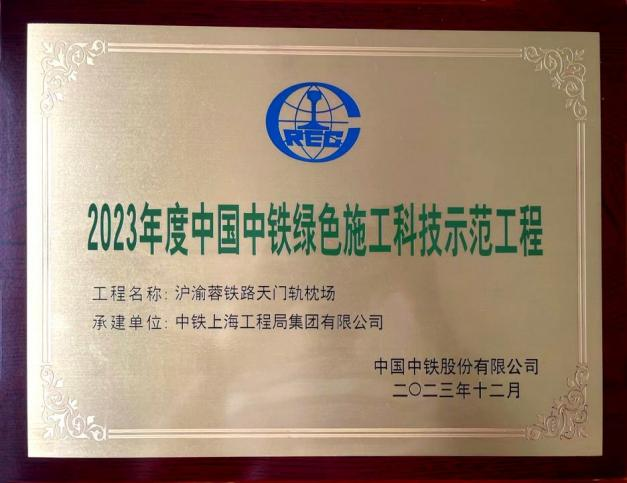 CREC
2023年度中国中铁绿色施工科技示范工程
工程名称：沪渝蓉铁路天门轨枕场
承建单位：中铁上海工程局集团有限公司
中国中铁股份有限公司
二〇二三年十二月